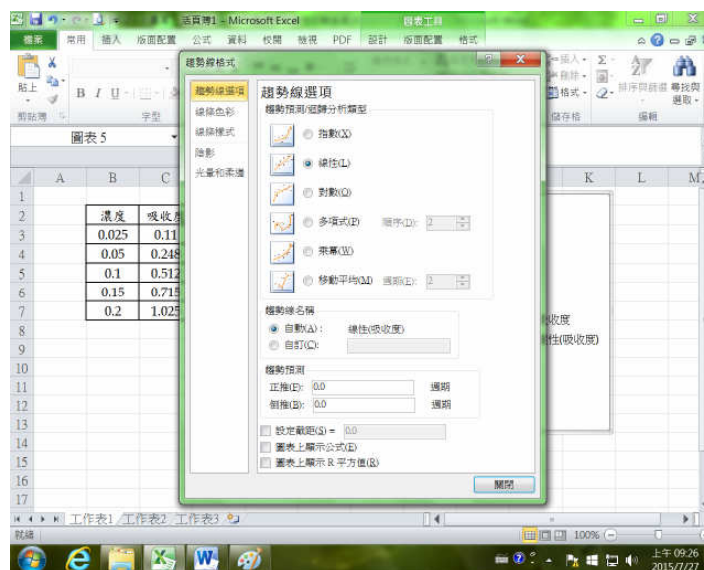 活頁簿1 - Microsoft Excel
圖表工具
檔案 常用 插入 版面配置 公式 資料 校閱 檢視 PDF 設計 版面配置 格式
貼上
B I U
剪貼簿 字型
插入
刪除
格式
儲存格
排序與篩選 尋找與
選取
編輯
圖表 5
A B C K L M
1
2 濃度 吸收度
3 0.025 0.11
4 0.05 0.248
5 0.1 0.512
6 0.15 0.715
7 0.2 1.025
8
9
10
11
12
13
14
15
16
17
收度
性(吸收度)
趨勢線格式
趨勢線選項
線條色彩
線條樣式
陰影
光暈和柔邊
趨勢線選項
趨勢預測/迴歸分析類型
指數(X)
線性(L)
對數(O)
多項式(P) 順序(D): 2
乘冪(W)
移動平均(M) 週期(E): 2
趨勢線名稱
自動(A): 線性(吸收度)
自訂(C):
趨勢預測
正推(F): 0.0 週期
倒推(B): 0.0 週期
設定截距(S) = 0.0
圖表上顯示公式(E)
圖表上顯示 R 平方值(R)
關閉
工作表1 工作表2 工作表3
就緒 100%
上午 09:26
2015/7/27